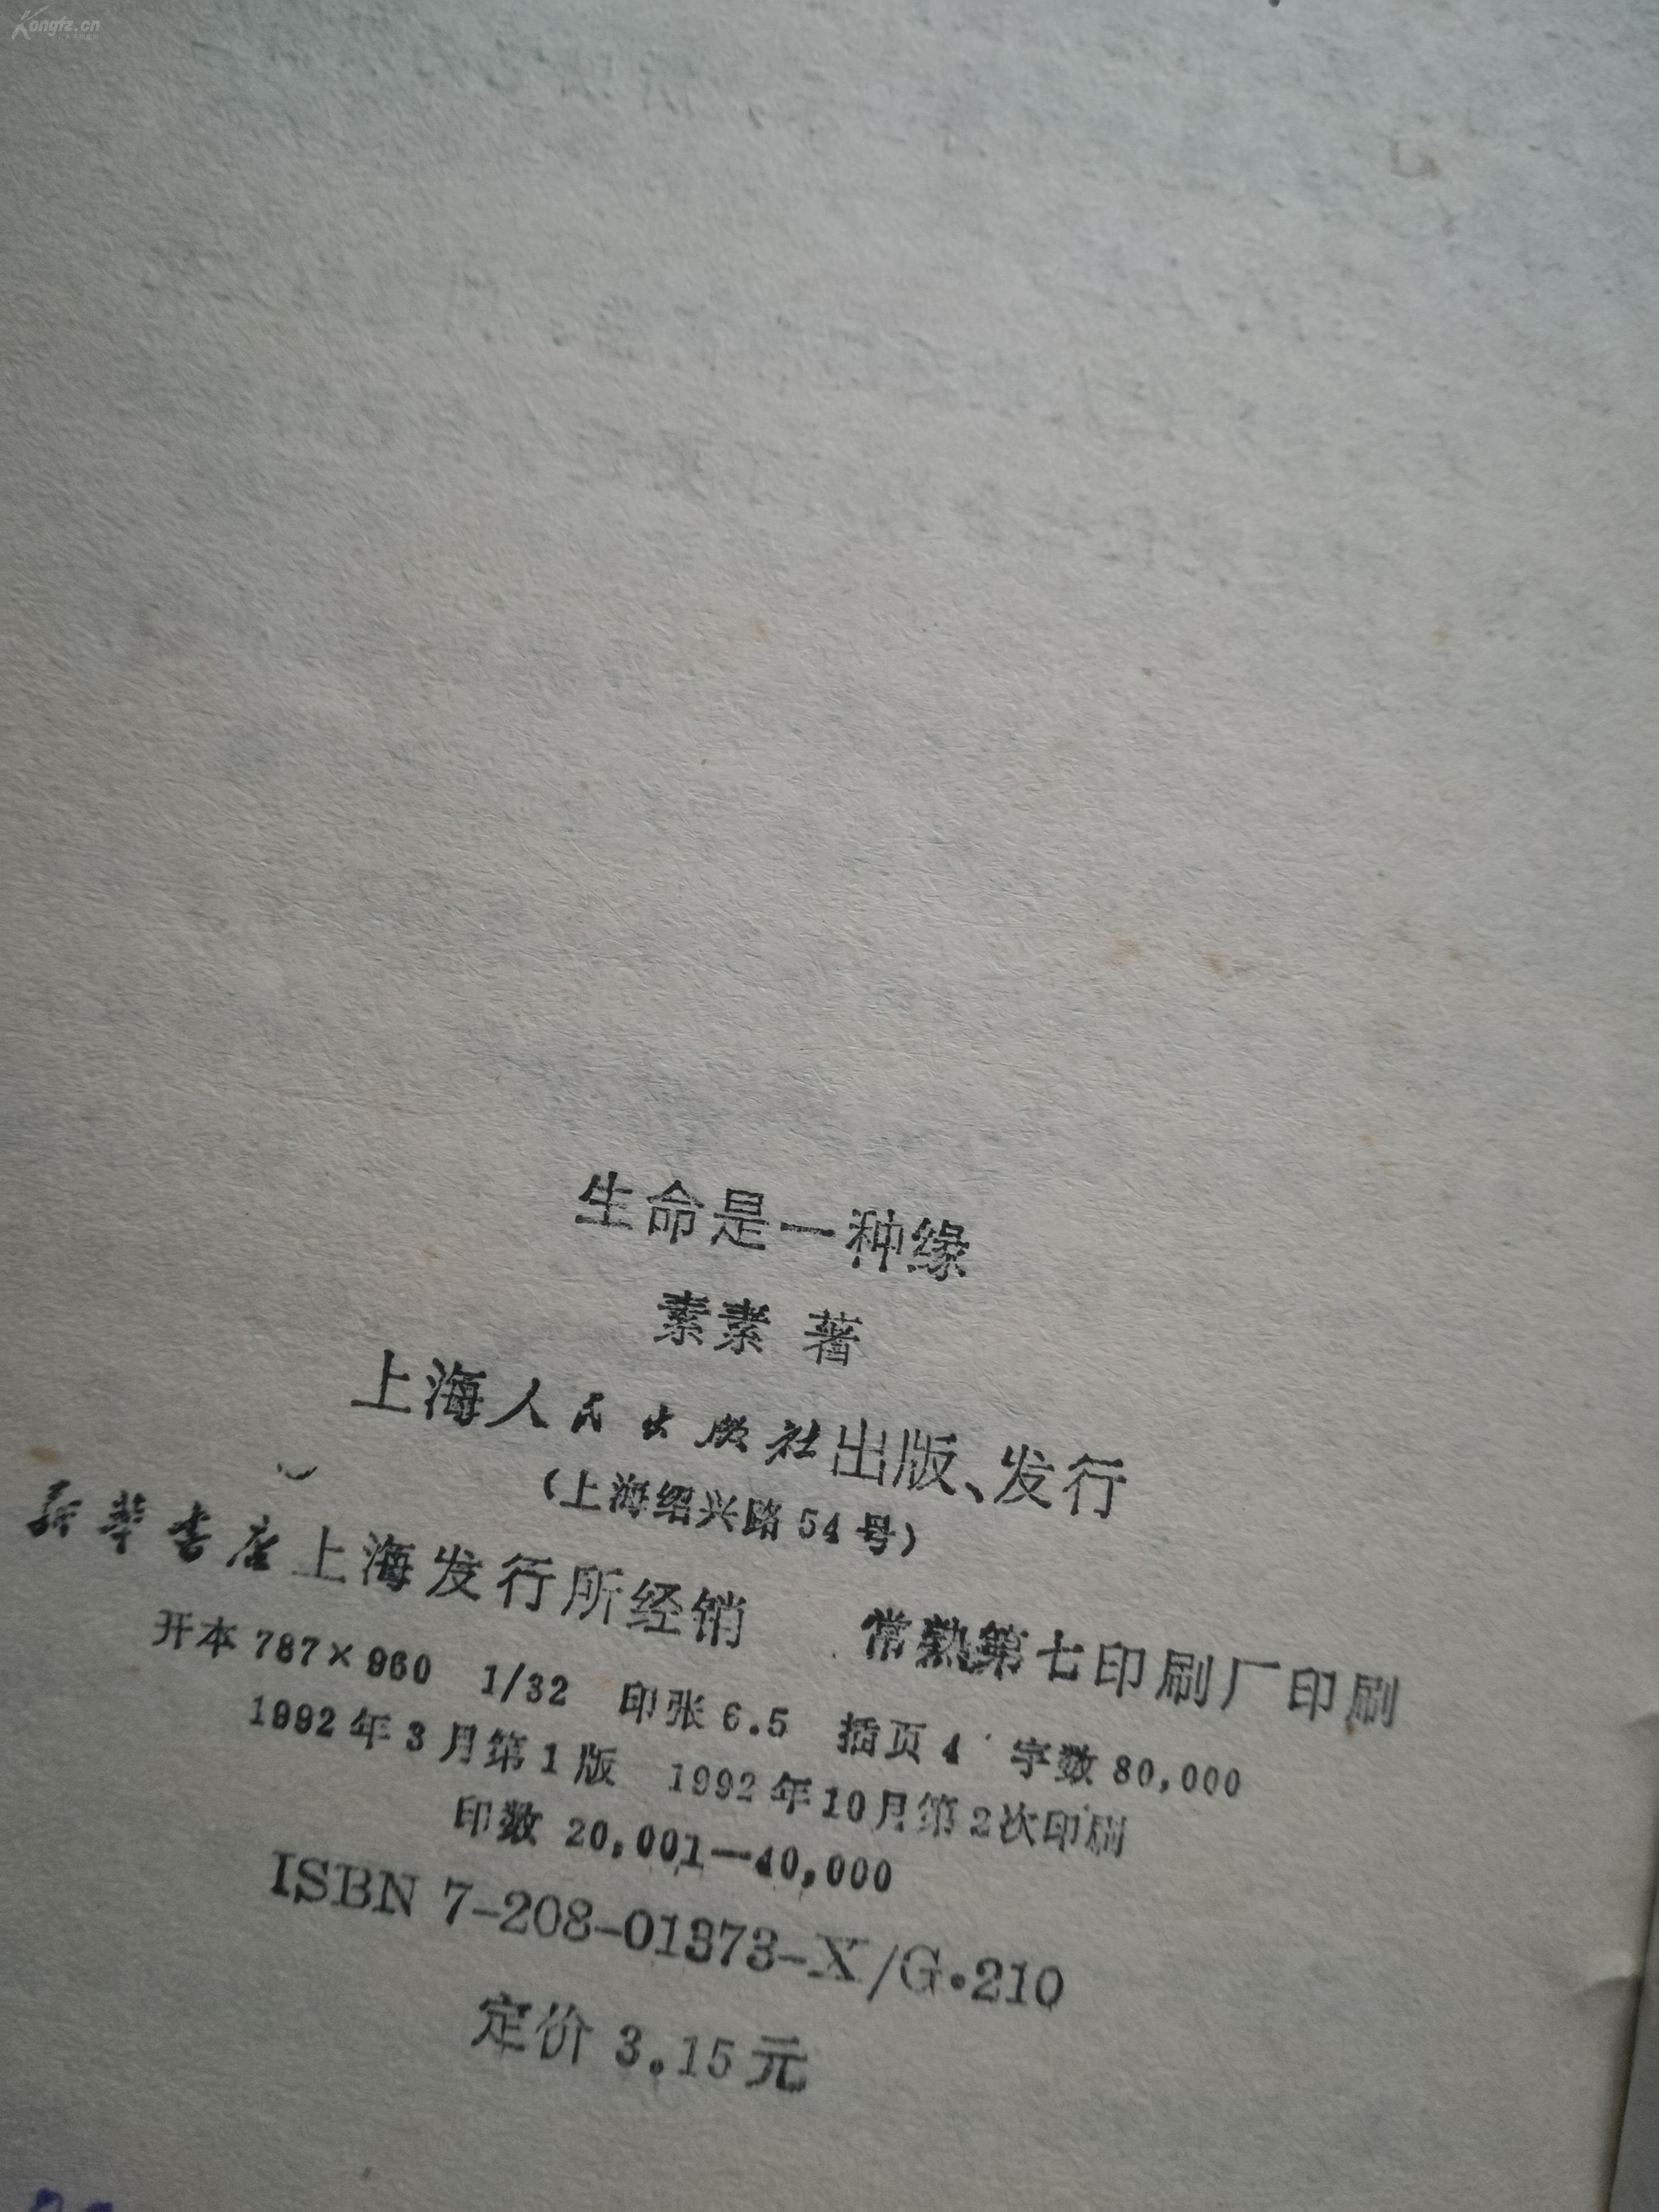 Kongfz.cn
生命是一种缘
素素 著
上海人民出版社出版、发行
(上海绍兴路54号)
新华书店上海发行所经销 常熟第七印刷厂印刷
开本 787×960 1/32 印张 6.5 插页 4 字数 80,000
1992年3月第1版 1992年10月第2次印刷
印数 20,001—40,000
ISBN 7-208-01373-X/G·210
定价 3.15元